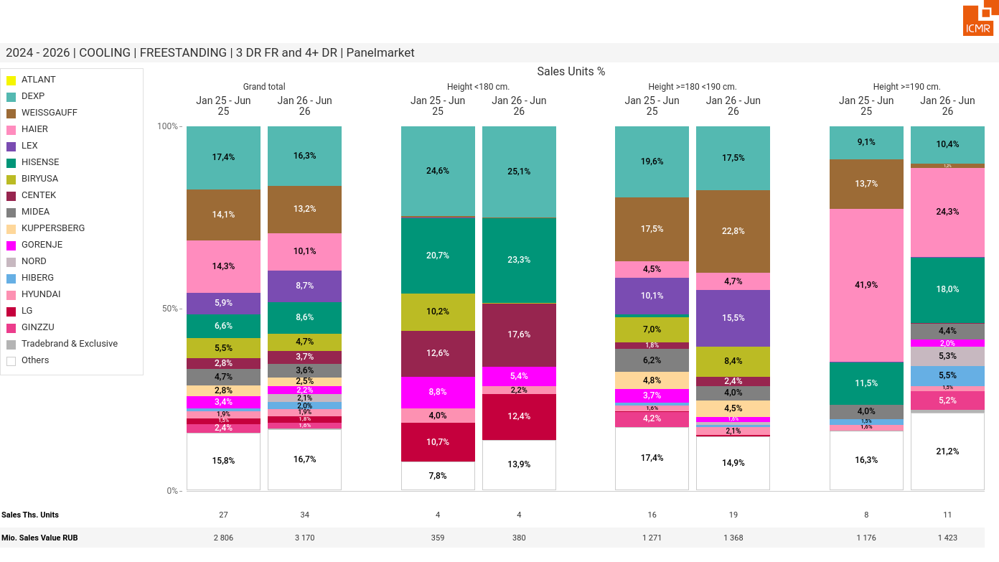 ICMR
2024 - 2026 | COOLING | FREESTANDING | 3 DR FR and 4+ DR | Panelmarket
ATLANT
DEXP
WEISSGAUFF
HAIER
LEX
HISENSE
BIRYUSA
CENTEK
MIDEA
KUPPERSBERG
GORENJE
NORD
HIBERG
HYUNDAI
LG
GINZZU
Tradebrand & Exclusive
Others
Sales Units %
Grand total
Jan 25 - Jun
25
Jan 26 - Jun
26
Height <180 cm.
Jan 25 - Jun
25
Jan 26 - Jun
26
Height >=180 <190 cm.
Jan 25 - Jun
25
Jan 26 - Jun
26
Height >=190 cm.
Jan 25 - Jun
25
Jan 26 - Jun
26
100%
50%
0%
17,4%
14,1%
14,3%
5,9%
6,6%
5,5%
2,8%
4,7%
2,8%
3,4%
1,9%
1,5%
2,4%
15,8%
16,3%
13,2%
10,1%
8,7%
8,6%
4,7%
3,7%
3,6%
2,5%
2,2%
2,1%
2,0%
1,9%
1,8%
1,6%
16,7%
24,6%
20,7%
10,2%
12,6%
8,8%
4,0%
10,7%
7,8%
25,1%
23,3%
17,6%
5,4%
2,2%
12,4%
13,9%
19,6%
17,5%
4,5%
10,1%
7,0%
1,8%
6,2%
4,8%
3,7%
1,6%
4,2%
17,4%
17,5%
22,8%
4,7%
15,5%
8,4%
2,4%
4,0%
4,5%
1,6%
2,1%
14,9%
9,1%
13,7%
41,9%
11,5%
4,0%
1,5%
1,6%
16,3%
10,4%
1,2%
24,3%
18,0%
4,4%
2,0%
5,3%
5,5%
1,5%
5,2%
21,2%
Sales Ths. Units 27 34 4 4 16 19 8 11
Mio. Sales Value RUB 2 806 3 170 359 380 1 271 1 368 1 176 1 423